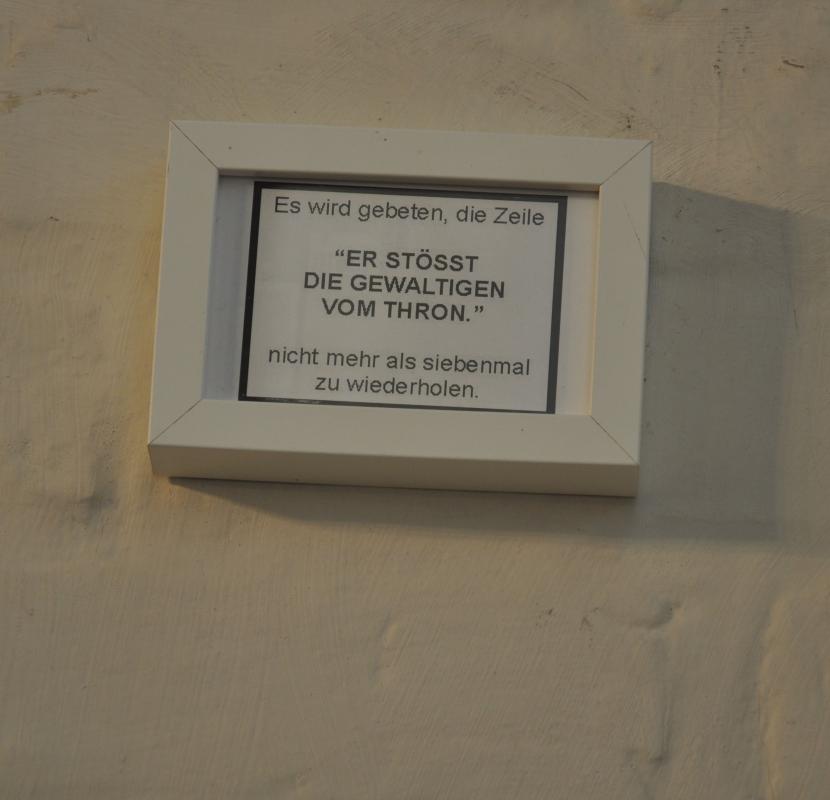 Es wird gebeten, die Zeile
“ER STÖSST
DIE GEWALTIGEN
VOM THRON.”
nicht mehr als siebenmal
zu wiederholen.